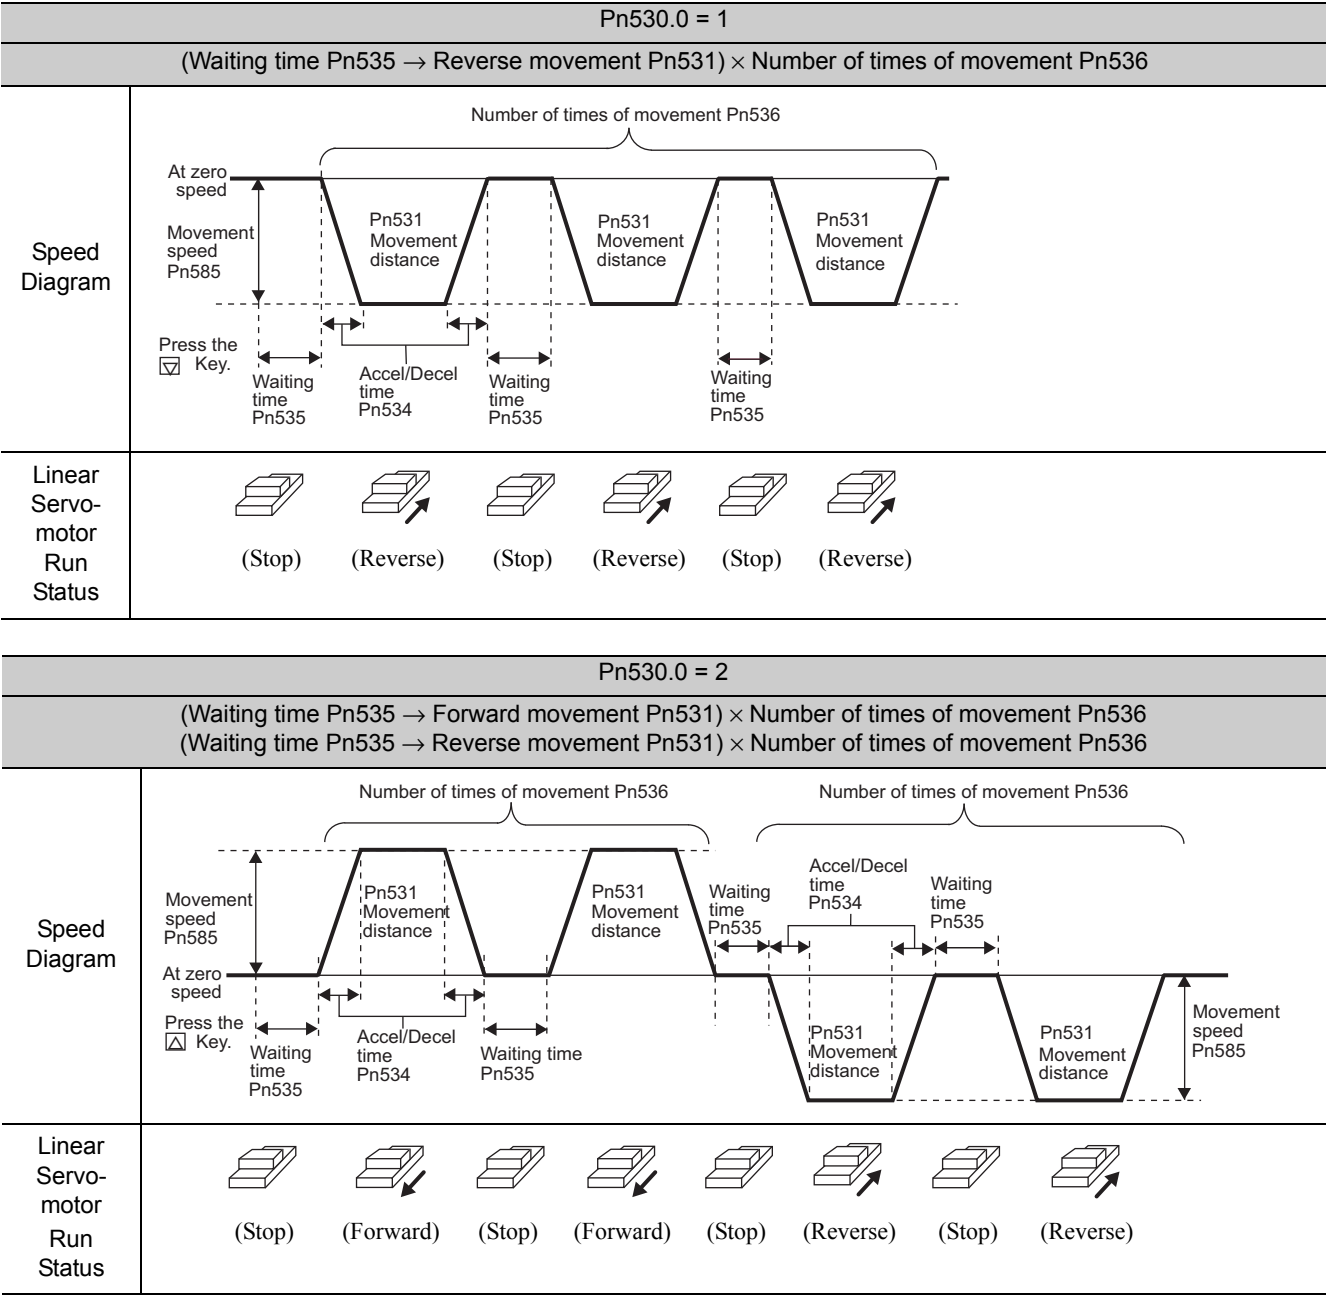 Pn530.0 = 1
(Waiting time Pn535 → Reverse movement Pn531) × Number of times of movement Pn536
Speed
Diagram
Number of times of movement Pn536
At zero
speed
Movement
speed
Pn585
Pn531
Movement
distance
Pn531
Movement
distance
Pn531
Movement
distance
Press the
▽ Key.
Waiting
time
Pn535
Accel/Decel
time
Pn534
Waiting
time
Pn535
Waiting
time
Pn535
Linear
Servo-
motor
Run
Status
(Stop) (Reverse) (Stop) (Reverse) (Stop) (Reverse)
Pn530.0 = 2
(Waiting time Pn535 → Forward movement Pn531) × Number of times of movement Pn536
(Waiting time Pn535 → Reverse movement Pn531) × Number of times of movement Pn536
Speed
Diagram
Number of times of movement Pn536
Number of times of movement Pn536
Movement
speed
Pn585
Pn531
Movement
distance
Pn531
Movement
distance
Waiting
time
Pn535
Accel/Decel
time
Pn534
Waiting
time
Pn535
At zero
speed
Press the
△ Key.
Waiting
time
Pn535
Accel/Decel
time
Pn534
Waiting time
Pn535
Pn531
Movement
distance
Pn531
Movement
distance
Movement
speed
Pn585
Linear
Servo-
motor
Run
Status
(Stop) (Forward) (Stop) (Forward) (Stop) (Reverse) (Stop) (Reverse)